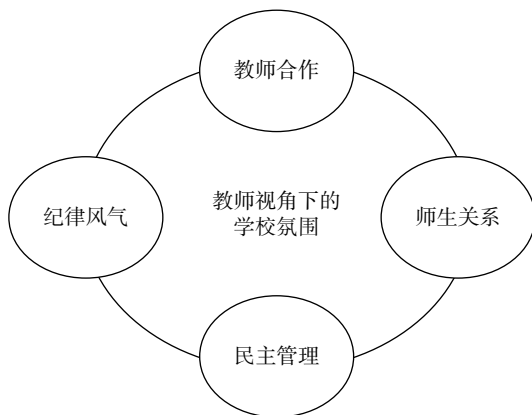 教师合作
纪律风气
教师视角下的
学校氛围
师生关系
民主管理